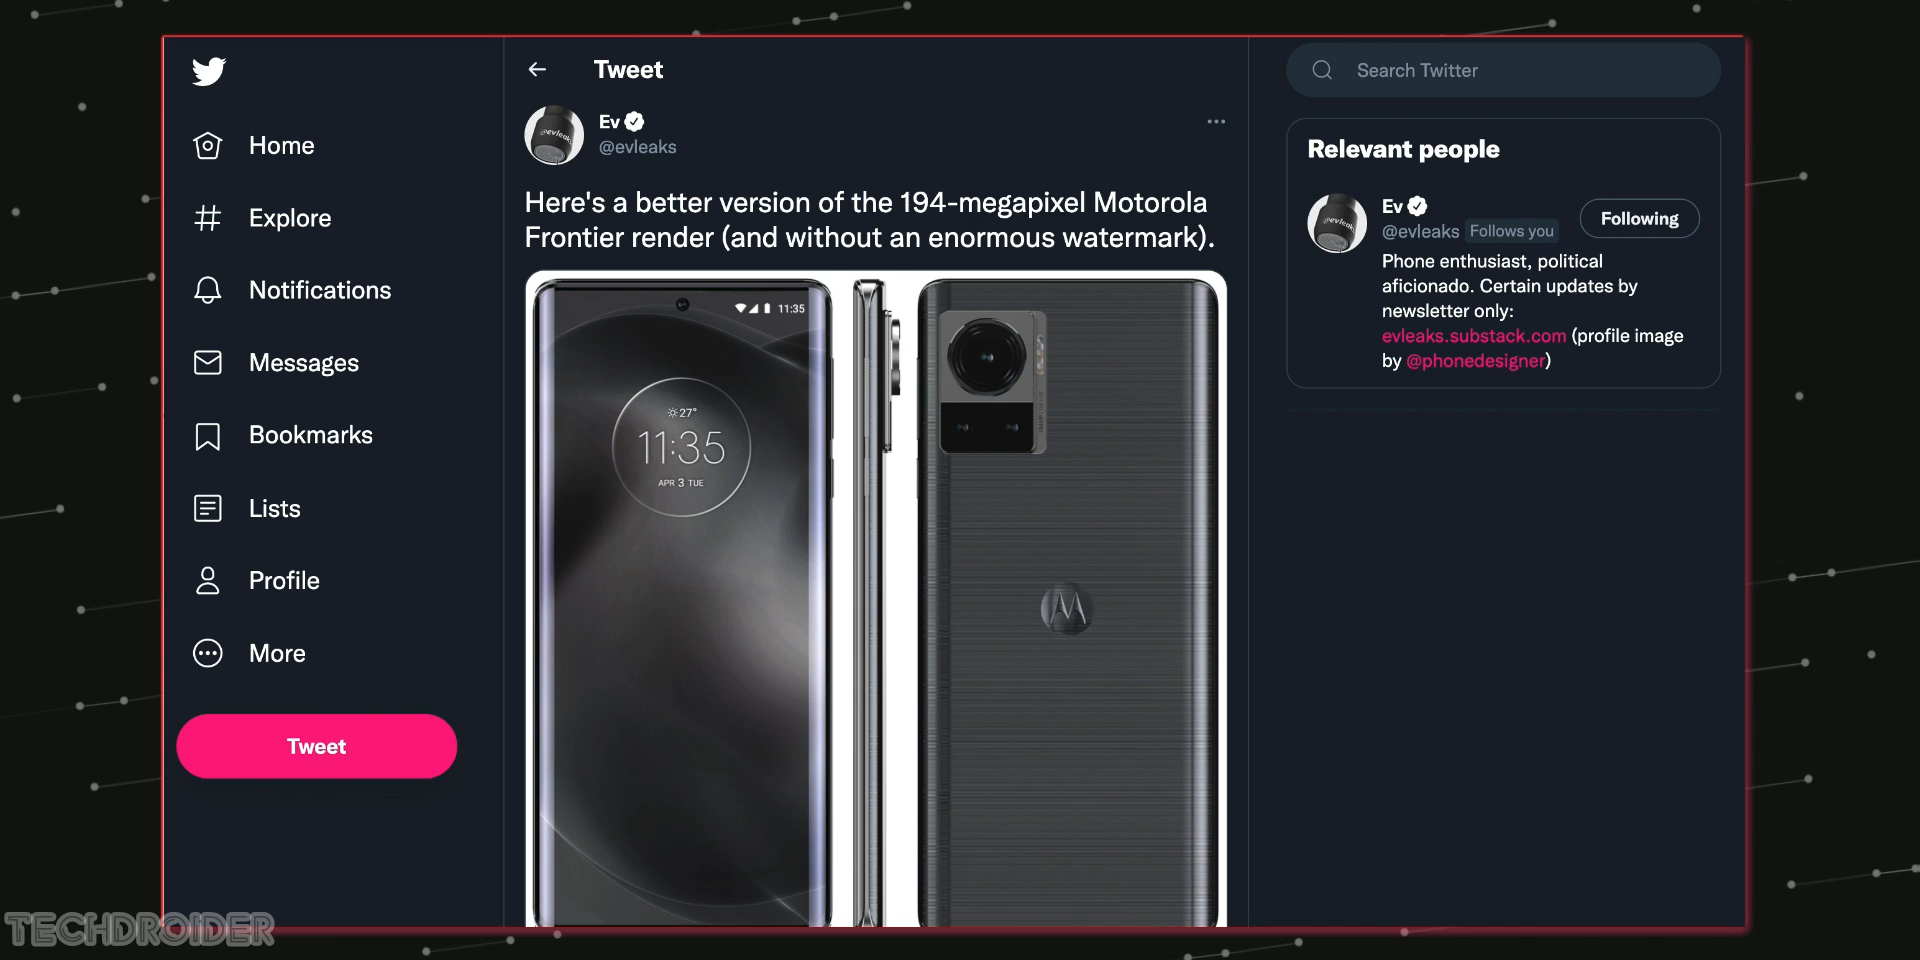 Home
Explore
Notifications
Messages
Bookmarks
Lists
Profile
More
Tweet
Tweet
Ev
@evleaks
Here's a better version of the 194-megapixel Motorola
Frontier render (and without an enormous watermark).
11:35
27°
11:35
APR 3 TUE
Search Twitter
Relevant people
Ev
@evleaks Follows you
Following
Phone enthusiast, political
aficionado. Certain updates by
newsletter only:
evleaks.substack.com (profile image
by @phonedesigner)
TECHDROIDER